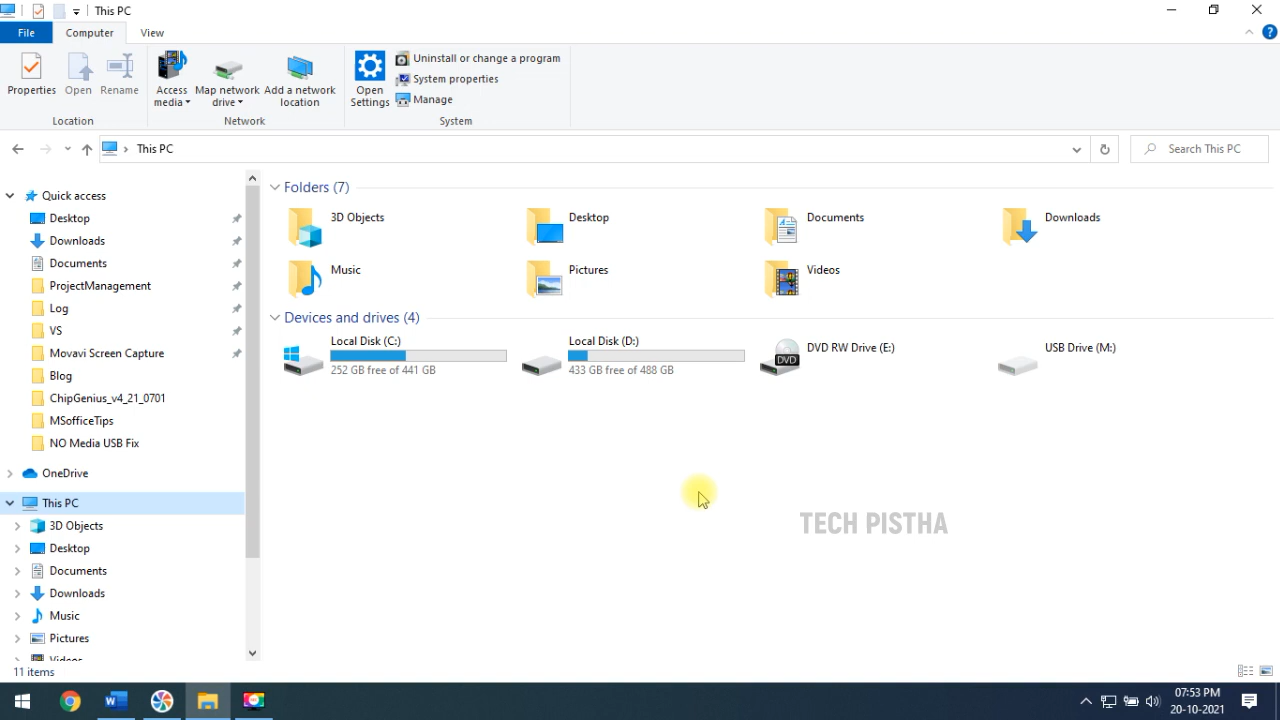 This PC
File
Computer
View
Properties
Open
Rename
Access media
Map network drive
Add a network location
Open Settings
Uninstall or change a program
System properties
Manage
Location
Network
System
This PC
Search This PC
Quick access
Desktop
Downloads
Documents
ProjectManagement
Log
VS
Movavi Screen Capture
Blog
ChipGenius_v4_21_0701
MSofficeTips
NO Media USB Fix
OneDrive
This PC
3D Objects
Desktop
Documents
Downloads
Music
Pictures
Videos
Folders (7)
3D Objects
Desktop
Documents
Downloads
Music
Pictures
Videos
Devices and drives (4)
Local Disk (C:)
252 GB free of 441 GB
Local Disk (D:)
433 GB free of 488 GB
DVD RW Drive (E:)
DVD
USB Drive (M:)
TECH PISTHA
11 items
07:53 PM
20-10-2021